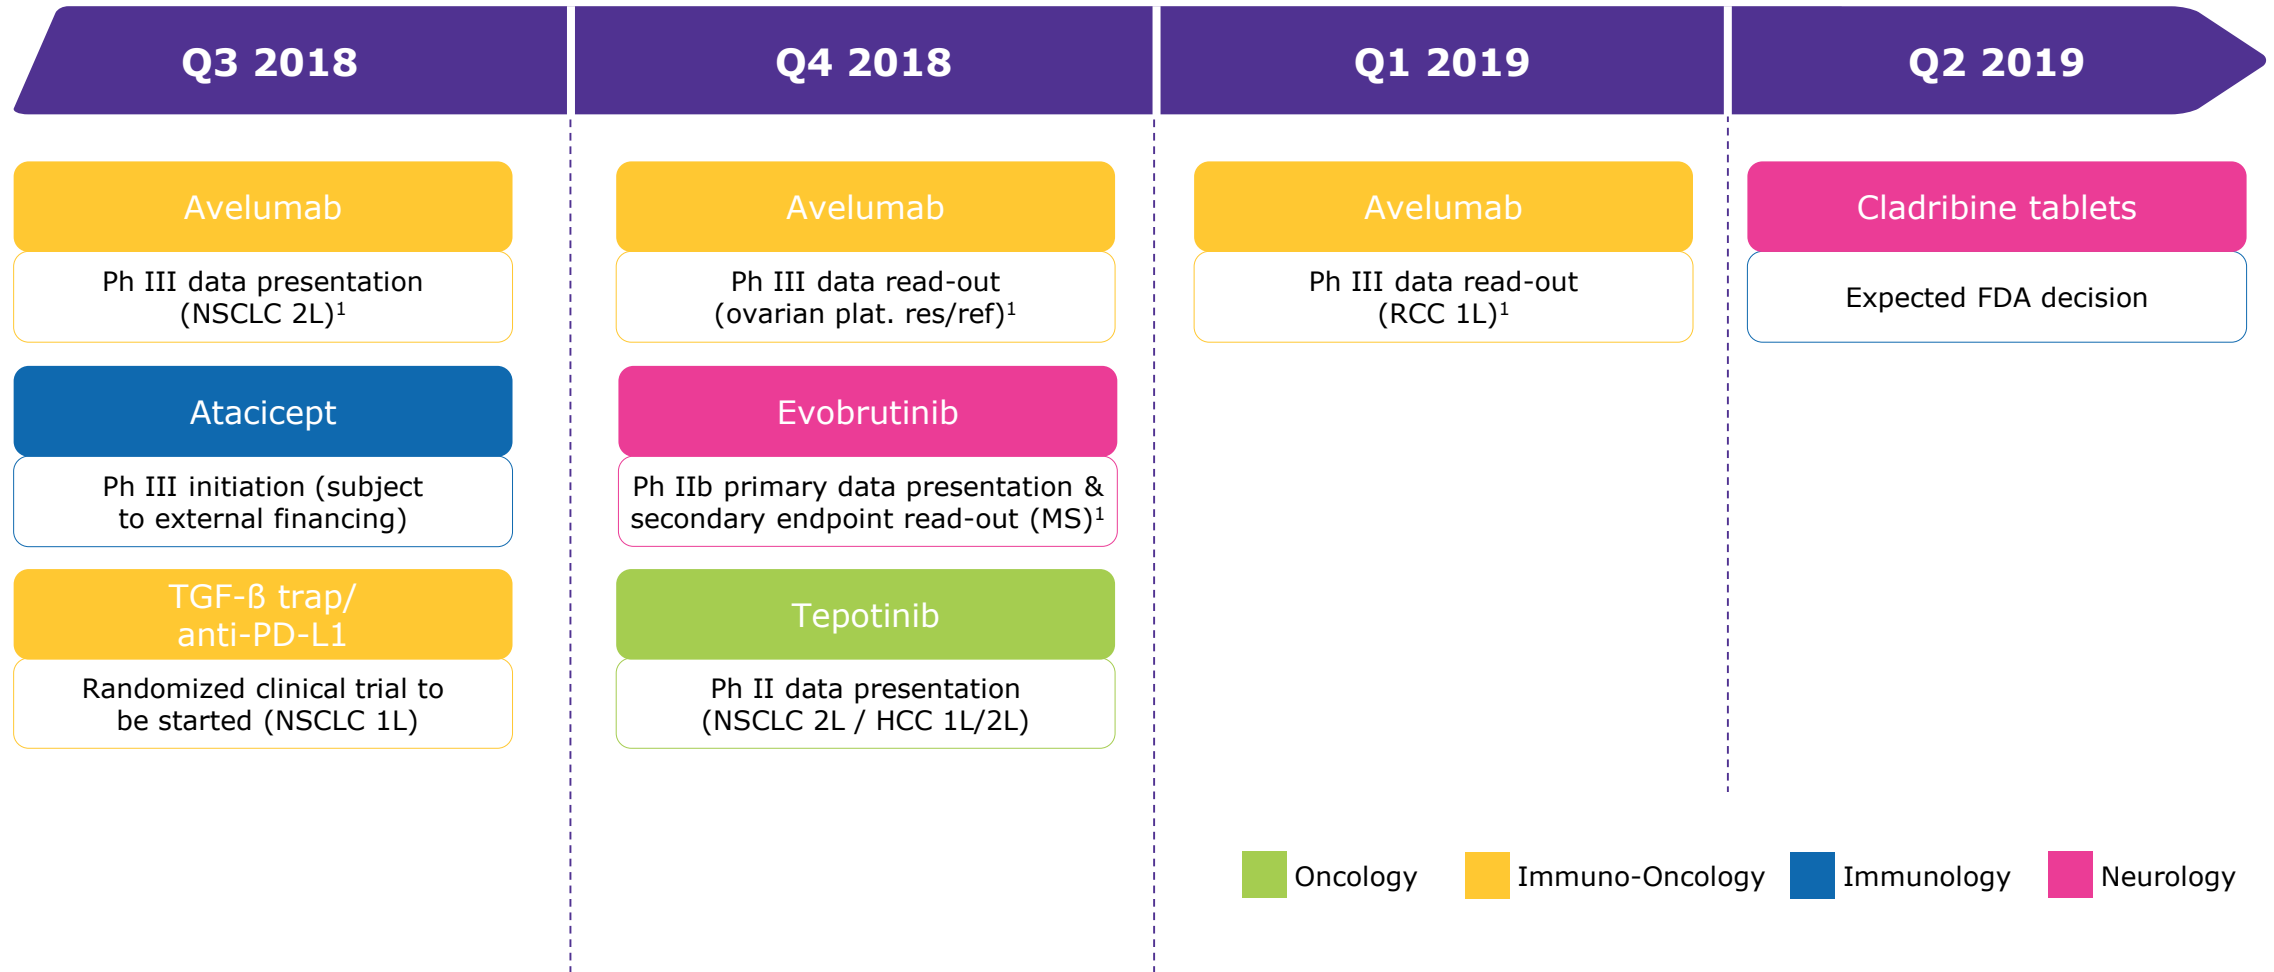 Q3 2018
Q4 2018
Q1 2019
Q2 2019
Avelumab
Ph III data presentation
(NSCLC 2L)¹
Atacicept
Ph III initiation (subject
to external financing)
TGF-ß trap/
anti-PD-L1
Randomized clinical trial to
be started (NSCLC 1L)
Avelumab
Ph III data read-out
(ovarian plat. res/ref)¹
Evobrutinib
Ph IIb primary data presentation &
secondary endpoint read-out (MS)¹
Tepotinib
Ph II data presentation
(NSCLC 2L / HCC 1L/2L)
Avelumab
Ph III data read-out
(RCC 1L)¹
Cladribine tablets
Expected FDA decision
Oncology
Immuno-Oncology
Immunology
Neurology